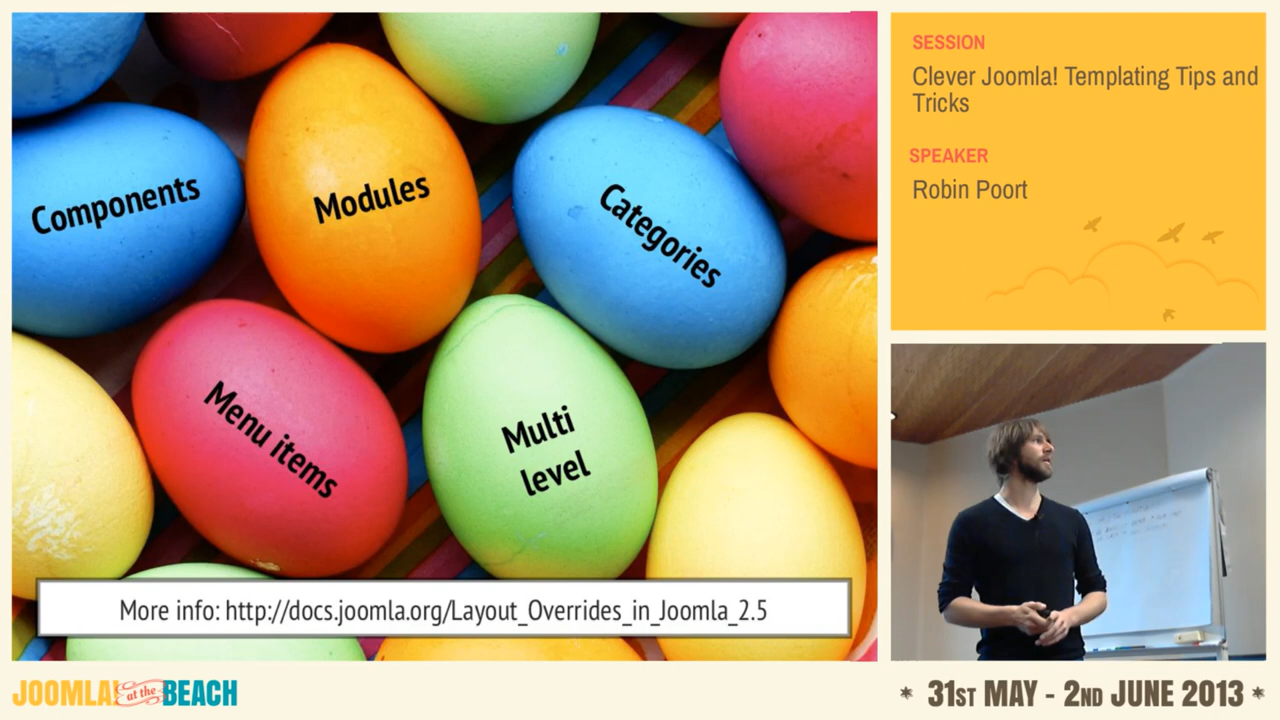 Components
Modules
Categories
Menu items
Multi
level
More info: http://docs.joomla.org/Layout_Overrides_in_Joomla_2.5
SESSION
Clever Joomla! Templating Tips and
Tricks
SPEAKER
Robin Poort
JOOMLA! at the BEACH
* 31ST MAY - 2ND JUNE 2013 *